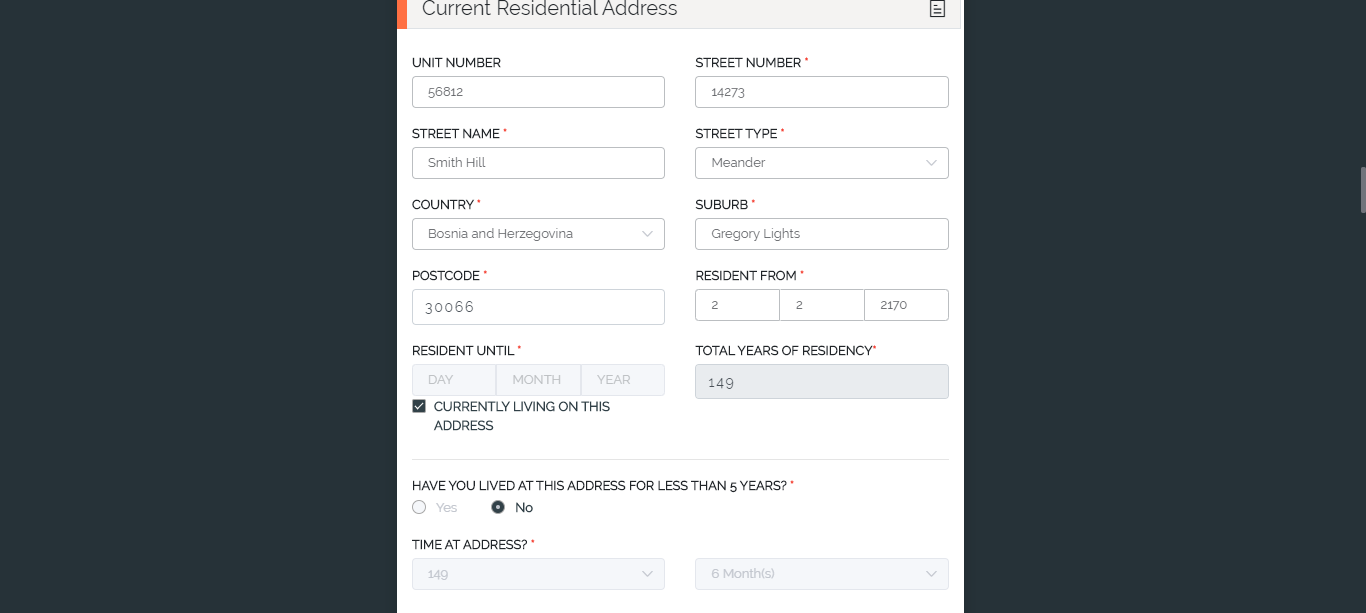 Current Residential Address
UNIT NUMBER
STREET NUMBER *
56812
14273
STREET NAME *
STREET TYPE *
Smith Hill
Meander
COUNTRY *
SUBURB *
Bosnia and Herzegovina
Gregory Lights
POSTCODE *
RESIDENT FROM *
30066
2
2
2170
RESIDENT UNTIL *
TOTAL YEARS OF RESIDENCY*
DAY
MONTH
YEAR
149
CURRENTLY LIVING ON THIS
ADDRESS
HAVE YOU LIVED AT THIS ADDRESS FOR LESS THAN 5 YEARS? *
Yes
No
TIME AT ADDRESS? *
149
6 Month(s)